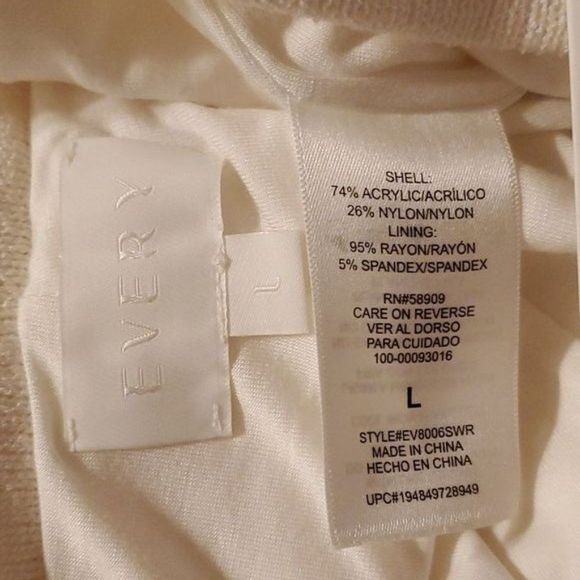 EVERY
L
SHELL:
74% ACRYLIC/ACRÍLICO
26% NYLON/NYLON
LINING:
95% RAYON/RAYÓN
5% SPANDEX/SPANDEX
RN#58909
CARE ON REVERSE
VER AL DORSO
PARA CUIDADO
100-00093016
L
STYLE#EV8006SWR
MADE IN CHINA
HECHO EN CHINA
UPC#194849728949